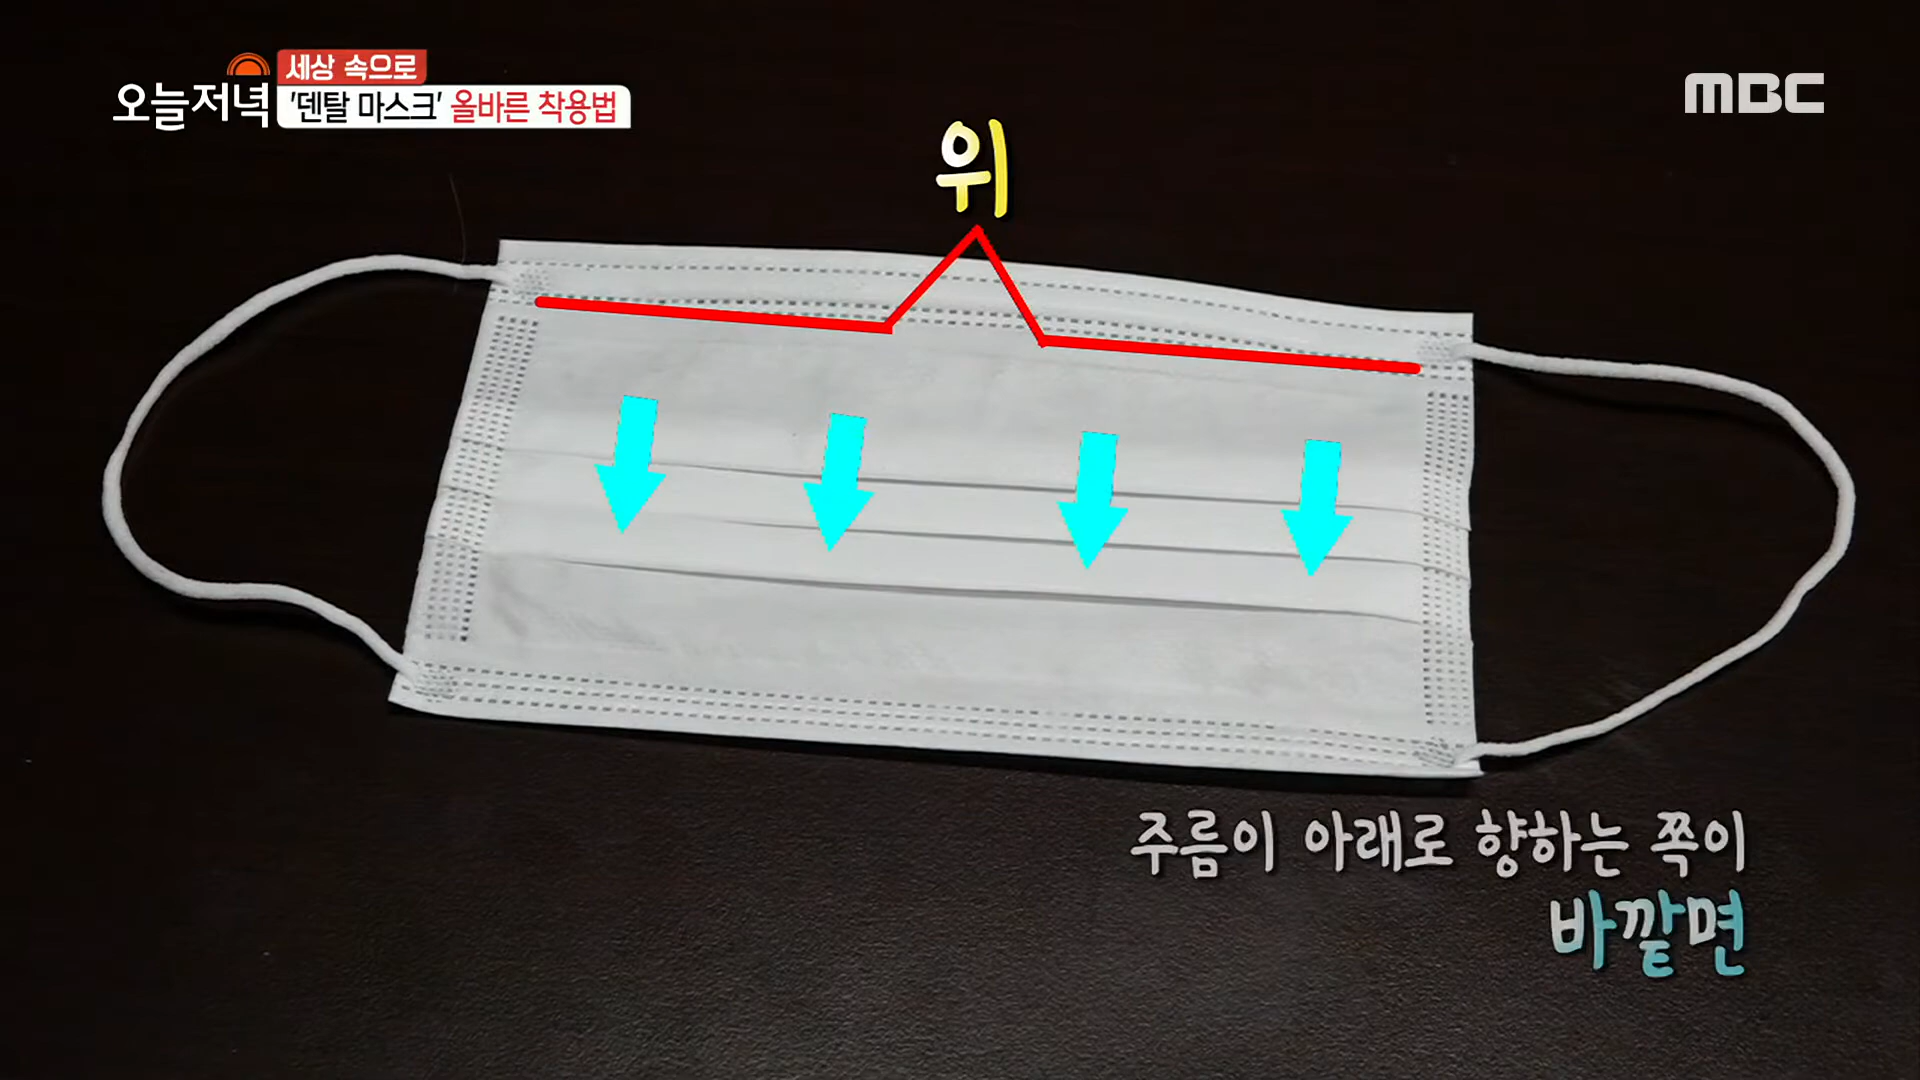 세상 속으로
오늘저녁 '덴탈 마스크' 올바른 착용법
MBC
위
주름이 아래로 향하는 쪽이
바깥면